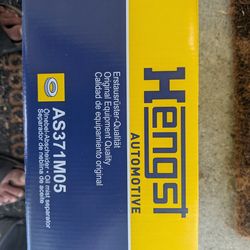 Hengst
AUTOMOTIVE
Erstausrüster-Qualität
Original Equipment Quality
Calidad de equipamiento original
AS371M05
Ölnebel-Abscheider • Oil mist separator
Separador de neblina de aceite